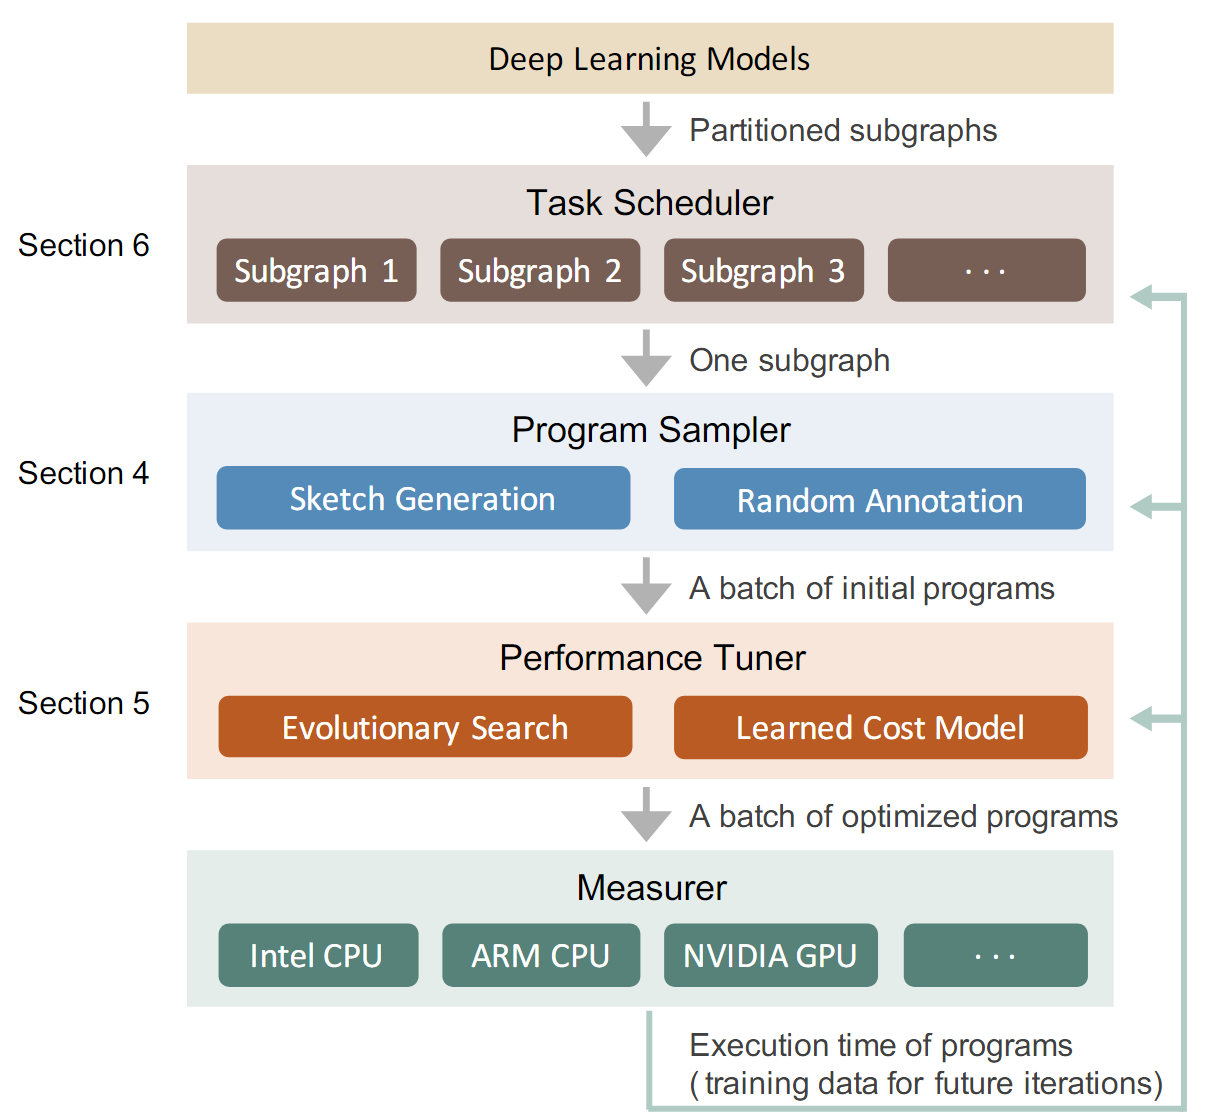 Deep Learning Models
Partitioned subgraphs
Task Scheduler
Section 6
Subgraph 1
Subgraph 2
Subgraph 3
...
One subgraph
Program Sampler
Section 4
Sketch Generation
Random Annotation
A batch of initial programs
Performance Tuner
Section 5
Evolutionary Search
Learned Cost Model
A batch of optimized programs
Measurer
Intel CPU
ARM CPU
NVIDIA GPU
...
Execution time of programs
(training data for future iterations)